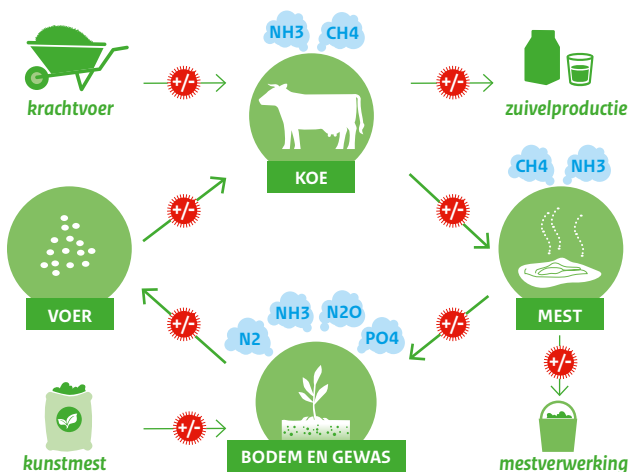 NH3 CH4
+/- +/-
krachtvoer zuivelproductie
KOE
CH4 NH3
+/- +/-
VOER MEST
NH3 N2O
N2 PO4
+/- +/-
+/-
+/-
BODEM EN GEWAS
kunstmest mestverwerking